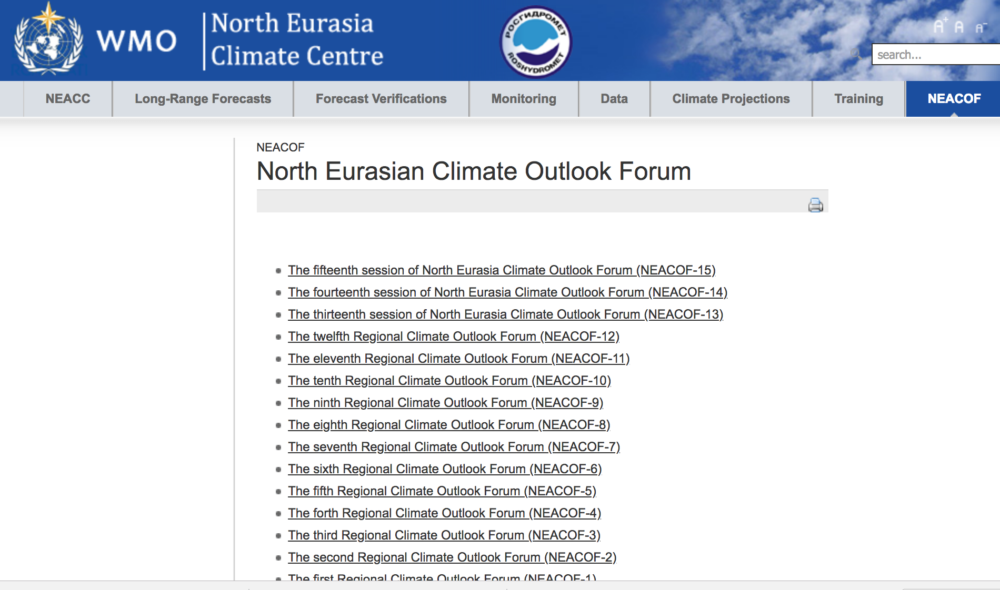 WMO
North Eurasia
Climate Centre
РОСГИДРОМЕТ
ROSHYDROMET
A+ A A-
search...
NEACC
Long-Range Forecasts
Forecast Verifications
Monitoring
Data
Climate Projections
Training
NEACOF
NEACOF
North Eurasian Climate Outlook Forum
The fifteenth session of North Eurasia Climate Outlook Forum (NEACOF-15)
The fourteenth session of North Eurasia Climate Outlook Forum (NEACOF-14)
The thirteenth session of North Eurasia Climate Outlook Forum (NEACOF-13)
The twelfth Regional Climate Outlook Forum (NEACOF-12)
The eleventh Regional Climate Outlook Forum (NEACOF-11)
The tenth Regional Climate Outlook Forum (NEACOF-10)
The ninth Regional Climate Outlook Forum (NEACOF-9)
The eighth Regional Climate Outlook Forum (NEACOF-8)
The seventh Regional Climate Outlook Forum (NEACOF-7)
The sixth Regional Climate Outlook Forum (NEACOF-6)
The fifth Regional Climate Outlook Forum (NEACOF-5)
The forth Regional Climate Outlook Forum (NEACOF-4)
The third Regional Climate Outlook Forum (NEACOF-3)
The second Regional Climate Outlook Forum (NEACOF-2)
The first Regional Climate Outlook Forum (NEACOF-1)